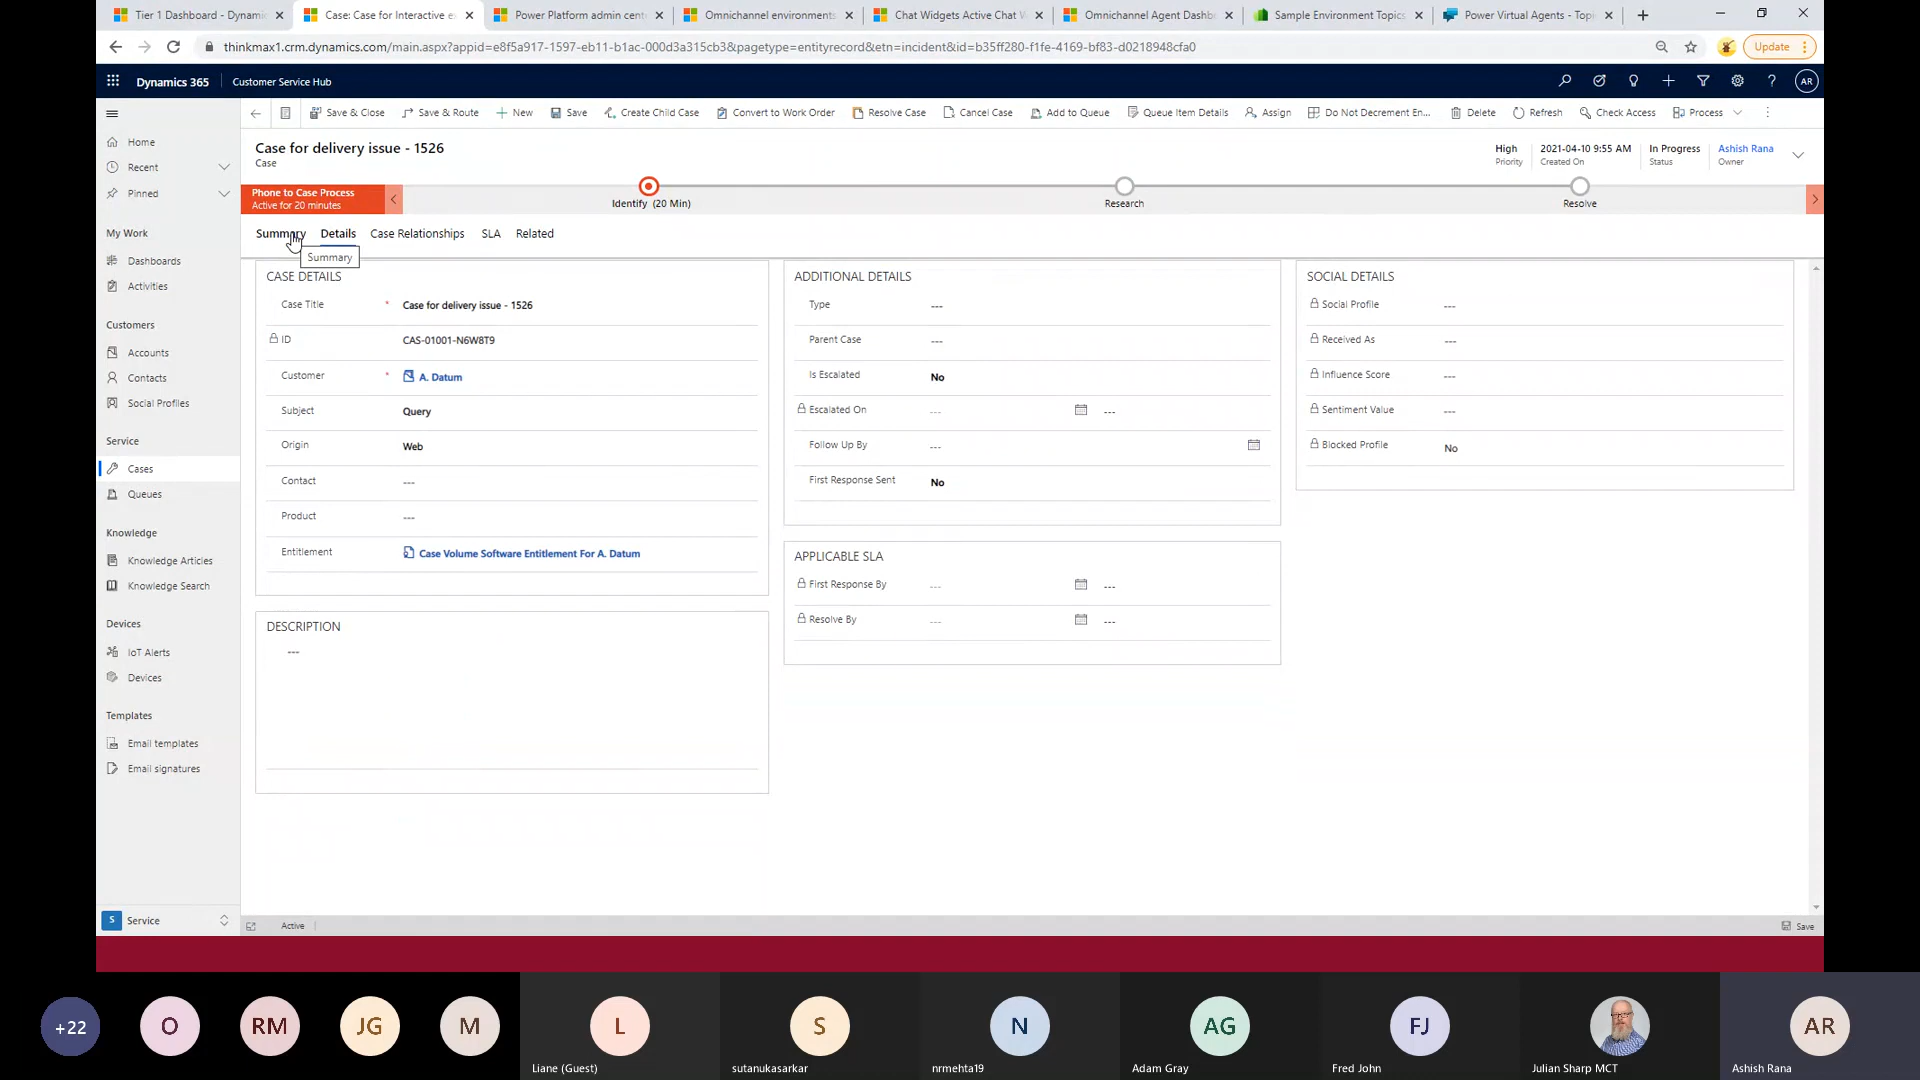 Tier 1 Dashboard - Dynamic
Case: Case for Interactive e
Power Platform admin cent
Omnichannel environments
Chat Widgets Active Chat W
Omnichannel Agent Dashb
Sample Environment Topics
Power Virtual Agents - Topi
thinkmax1.crm.dynamics.com/main.aspx?appid=e8f5a917-1597-eb11-b1ac-000d3a315cb3&pagetype=entityrecord&etn=incident&id=b35ff280-f1fe-4169-bf83-d0218948cfa0
Update
Dynamics 365
Customer Service Hub
AR
Save & Close
Save & Route
New
Save
Create Child Case
Convert to Work Order
Resolve Case
Cancel Case
Add to Queue
Queue Item Details
Assign
Do Not Decrement En...
Delete
Refresh
Check Access
Process
Home
Recent
Pinned
My Work
Dashboards
Activities
Customers
Accounts
Contacts
Social Profiles
Service
Cases
Queues
Knowledge
Knowledge Articles
Knowledge Search
Devices
IoT Alerts
Devices
Templates
Email templates
Email signatures
S Service
Case for delivery issue - 1526
Case
High
Priority
2021-04-10 9:55 AM
Created On
In Progress
Status
Ashish Rana
Owner
Phone to Case Process
Active for 20 minutes
Identify (20 Min)
Research
Resolve
Summary
Details
Case Relationships
SLA
Related
Summary
CASE DETAILS
Case Title * Case for delivery issue - 1526
ID CAS-01001-N6W8T9
Customer * A. Datum
Subject Query
Origin Web
Contact ---
Product ---
Entitlement Case Volume Software Entitlement For A. Datum
DESCRIPTION
---
ADDITIONAL DETAILS
Type ---
Parent Case ---
Is Escalated No
Escalated On --- ---
Follow Up By ---
First Response Sent No
APPLICABLE SLA
First Response By --- ---
Resolve By --- ---
SOCIAL DETAILS
Social Profile ---
Received As ---
Influence Score ---
Sentiment Value ---
Blocked Profile No
Active
Save
+22
O
RM
JG
M
L
Liane (Guest)
S
sutanukasarkar
N
nrmehta19
AG
Adam Gray
FJ
Fred John
Julian Sharp MCT
AR
Ashish Rana